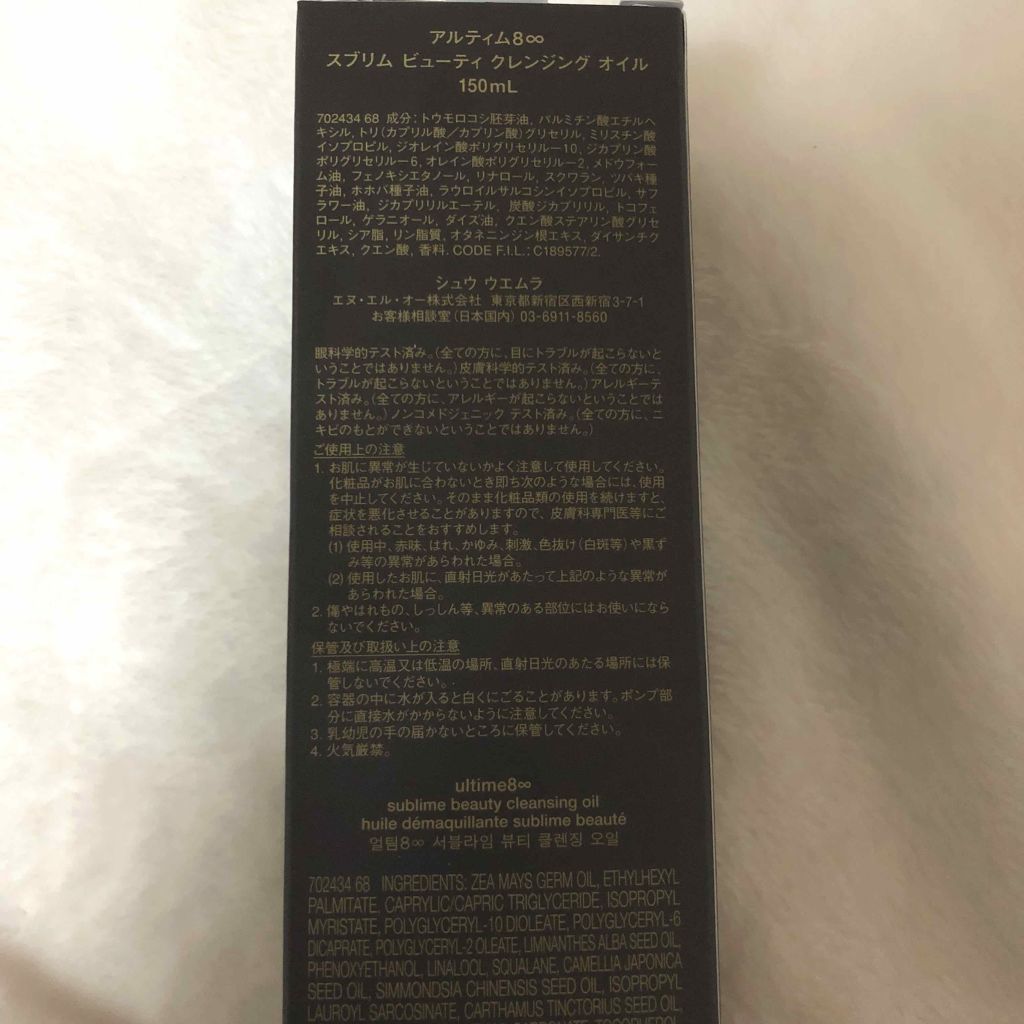 アルティム8∞
スブリム ビューティ クレンジング オイル
150mL
702434 68 成分：トウモロコシ胚芽油, パルミチン酸エチルヘ
キシル, トリ(カプリル酸／カプリン酸)グリセリル, ミリスチン酸
イソプロピル, ジオレイン酸ポリグリセリル－10, ジカプリン酸
ポリグリセリル－6, オレイン酸ポリグリセリル－2, メドウフォー
ム油, フェノキシエタノール, リナロール, スクワラン, ツバキ種
子油, ホホバ種子油, ラウロイルサルコシンイソプロピル, サフ
ラワー油, ジカプリリルエーテル, 炭酸ジカプリリル, トコフェ
ロール, ゲラニオール, ダイズ油, クエン酸ステアリン酸グリセ
リル, シア脂, リン脂質, オタネニンジン根エキス, ダイサンチク
エキス, クエン酸, 香料. CODE F.I.L.: C189577/2.
シュウ ウエムラ
エヌ・エル・オー株式会社 東京都新宿区西新宿3-7-1
お客様相談室(日本国内) 03-6911-8560
眼科学的テスト済み。(全ての方に、目にトラブルが起こらないと
いうことではありません。)皮膚科学的テスト済み。(全ての方に、
トラブルが起こらないということではありません。)アレルギーテ
スト済み。(全ての方に、アレルギーが起こらないということでは
ありません。)ノンコメドジェニック テスト済み。(全ての方に、ニ
キビのもとができないということではありません。)
ご使用上の注意
1. お肌に異常が生じていないかよく注意して使用してください。
化粧品がお肌に合わないとき即ち次のような場合には、使用
を中止してください。そのまま化粧品類の使用を続けますと、
症状を悪化させることがありますので、皮膚科専門医等にご
相談されることをおすすめします。
(1) 使用中、赤味、はれ、かゆみ、刺激、色抜け(白斑等)や黒ず
み等の異常があらわれた場合。
(2) 使用したお肌に、直射日光があたって上記のような異常が
あらわれた場合。
2. 傷やはれもの、しっしん等、異常のある部位にはお使いになら
ないでください。
保管及び取扱い上の注意
1. 極端に高温又は低温の場所、直射日光のあたる場所には保
管しないでください。
2. 容器の中に水が入ると白くにごることがあります。ポンプ部
分に直接水がかからないように注意してください。
3. 乳幼児の手の届かないところに保管してください。
4. 火気厳禁。
ultime8∞
sublime beauty cleansing oil
huile démaquillante sublime beauté
얼팀8∞ 서블라임 뷰티 클렌징 오일
702434 68 INGREDIENTS: ZEA MAYS GERM OIL, ETHYLHEXYL
PALMITATE, CAPRYLIC/CAPRIC TRIGLYCERIDE, ISOPROPYL
MYRISTATE, POLYGLYCERYL-10 DIOLEATE, POLYGLYCERYL-6
DICAPRATE, POLYGLYCERYL-2 OLEATE, LIMNANTHES ALBA SEED OIL,
PHENOXYETHANOL, LINALOOL, SQUALANE, CAMELLIA JAPONICA
SEED OIL, SIMMONDSIA CHINENSIS SEED OIL, ISOPROPYL
LAUROYL SARCOSINATE, CARTHAMUS TINCTORIUS SEED OIL,